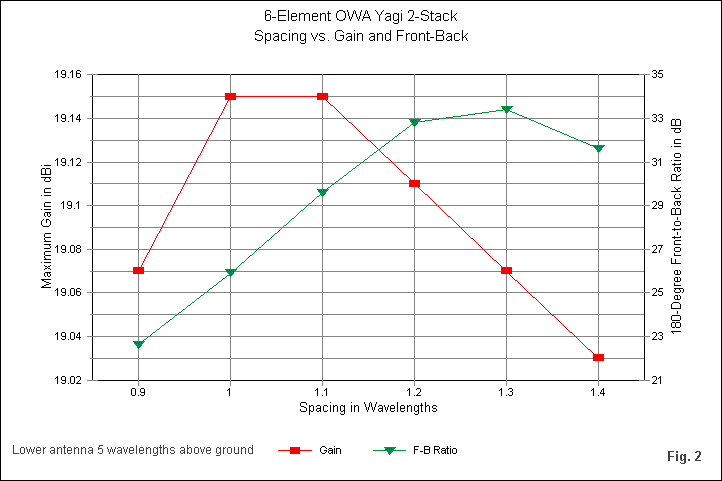 6-Element OWA Yagi 2-Stack
Spacing vs. Gain and Front-Back
19.16
19.14
19.12
19.1
19.08
19.06
19.04
19.02
Maximum Gain in dBi
35
33
31
29
27
25
23
21
180-Degree Front-to-Back Ratio in dB
0.9 1 1.1 1.2 1.3 1.4
Spacing in Wavelengths
Lower antenna 5 wavelengths above ground Gain F-B Ratio
Fig. 2